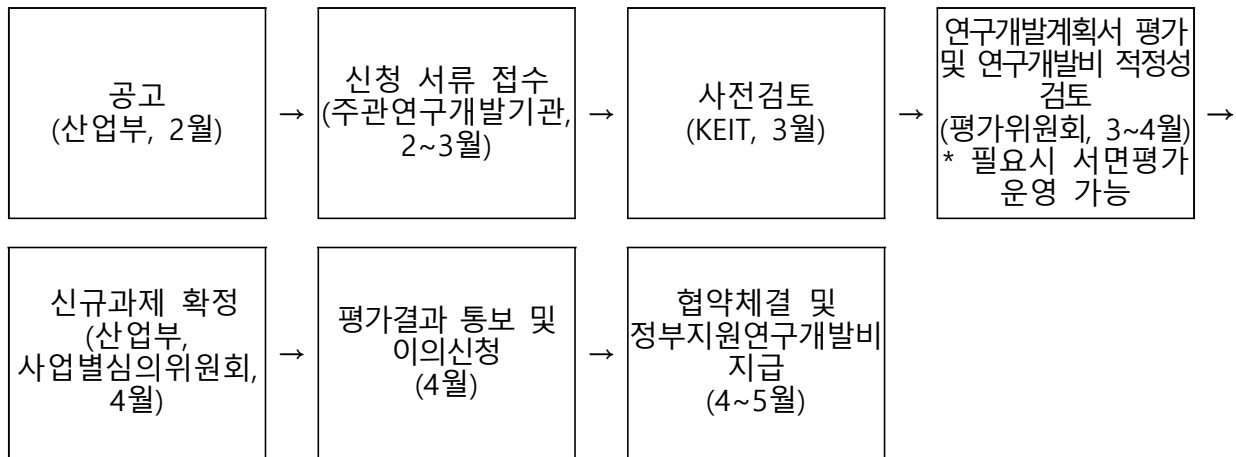 공고
(산업부, 2월)
→
신청 서류 접수
(주관연구개발기관,
2~3월)
→
사전검토
(KEIT, 3월)
→
연구개발계획서 평가
및 연구개발비 적정성
검토
(평가위원회, 3~4월)
* 필요시 서면평가
운영 가능
→
신규과제 확정
(산업부,
사업별심의위원회,
4월)
→
평가결과 통보 및
이의신청
(4월)
→
협약체결 및
정부지원연구개발비
지급
(4~5월)